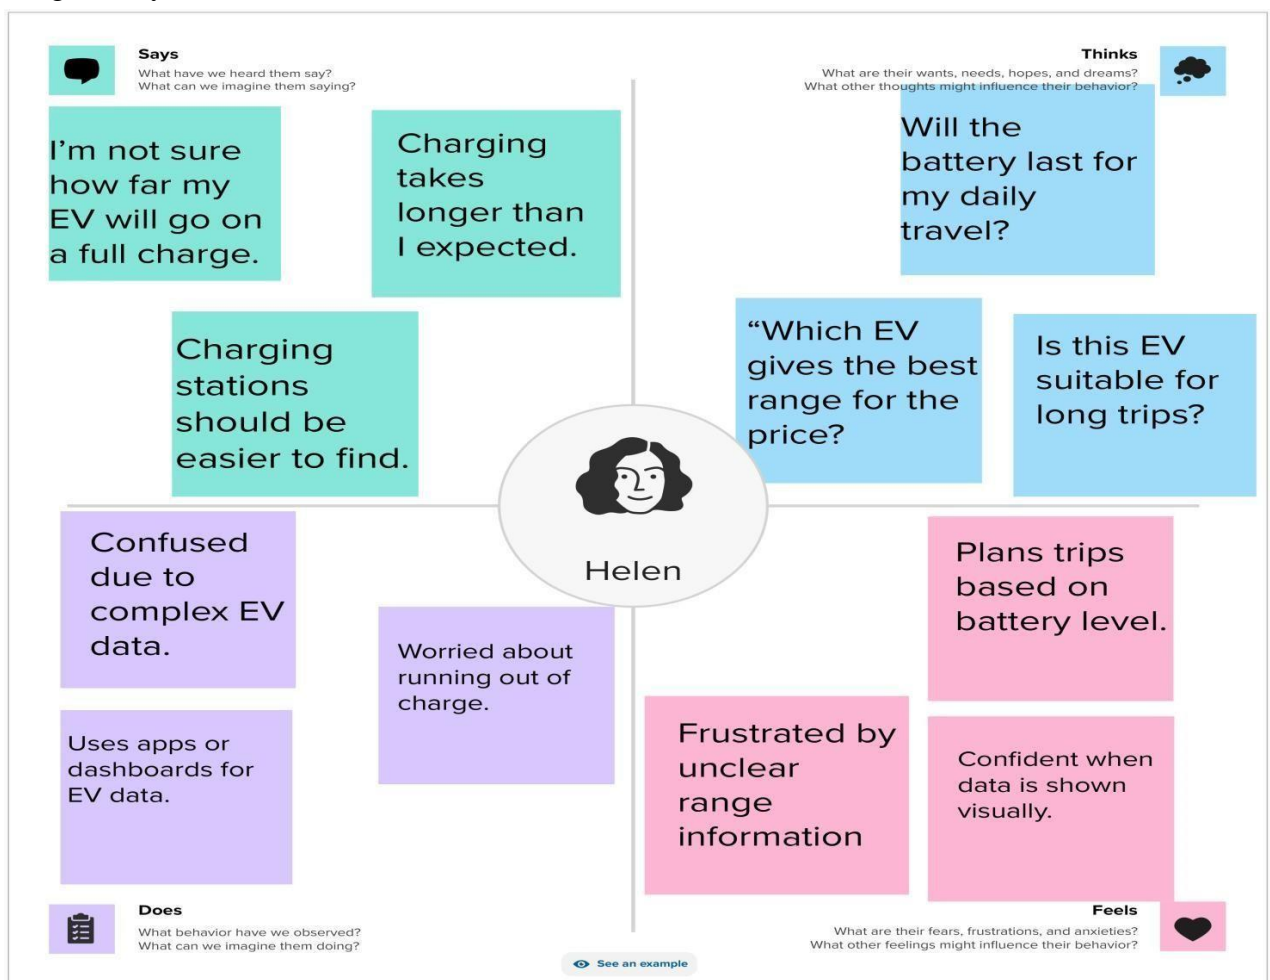 Says
What have we heard them say?
What can we imagine them saying?
I'm not sure
how far my
EV will go on
a full charge.
Charging
takes
longer than
I expected.
Charging
stations
should be
easier to find.
Thinks
What are their wants, needs, hopes, and dreams?
What other thoughts might influence their behavior?
Will the
battery last for
my daily
travel?
“Which EV
gives the best
range for the
price?
Is this EV
suitable for
long trips?
Helen
Confused
due to
complex EV
data.
Worried about
running out of
charge.
Uses apps or
dashboards for
EV data.
Does
What behavior have we observed?
What can we imagine them doing?
Plans trips
based on
battery level.
Frustrated by
unclear
range
information
Confident when
data is shown
visually.
Feels
What are their fears, frustrations, and anxieties?
What other feelings might influence their behavior?
See an example